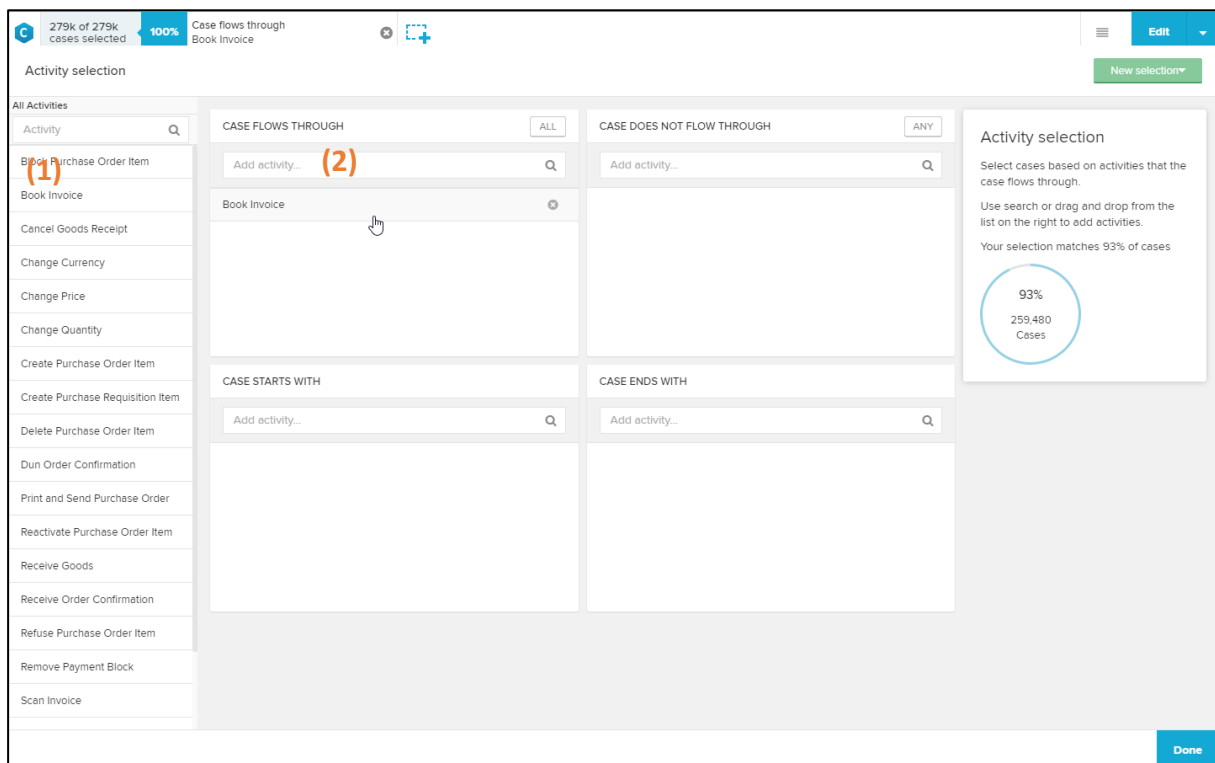 C
279k of 279k
cases selected
100%
Case flows through
Book Invoice
Edit
Activity selection
New selection
All Activities
Activity
Block Purchase Order Item
(1)
Book Invoice
Cancel Goods Receipt
Change Currency
Change Price
Change Quantity
Create Purchase Order Item
Create Purchase Requisition Item
Delete Purchase Order Item
Dun Order Confirmation
Print and Send Purchase Order
Reactivate Purchase Order Item
Receive Goods
Receive Order Confirmation
Refuse Purchase Order Item
Remove Payment Block
Scan Invoice
CASE FLOWS THROUGH
ALL
Add activity...
(2)
Book Invoice
CASE DOES NOT FLOW THROUGH
ANY
Add activity...
CASE STARTS WITH
Add activity...
CASE ENDS WITH
Add activity...
Activity selection
Select cases based on activities that the
case flows through.
Use search or drag and drop from the
list on the right to add activities.
Your selection matches 93% of cases
93%
259,480
Cases
Done